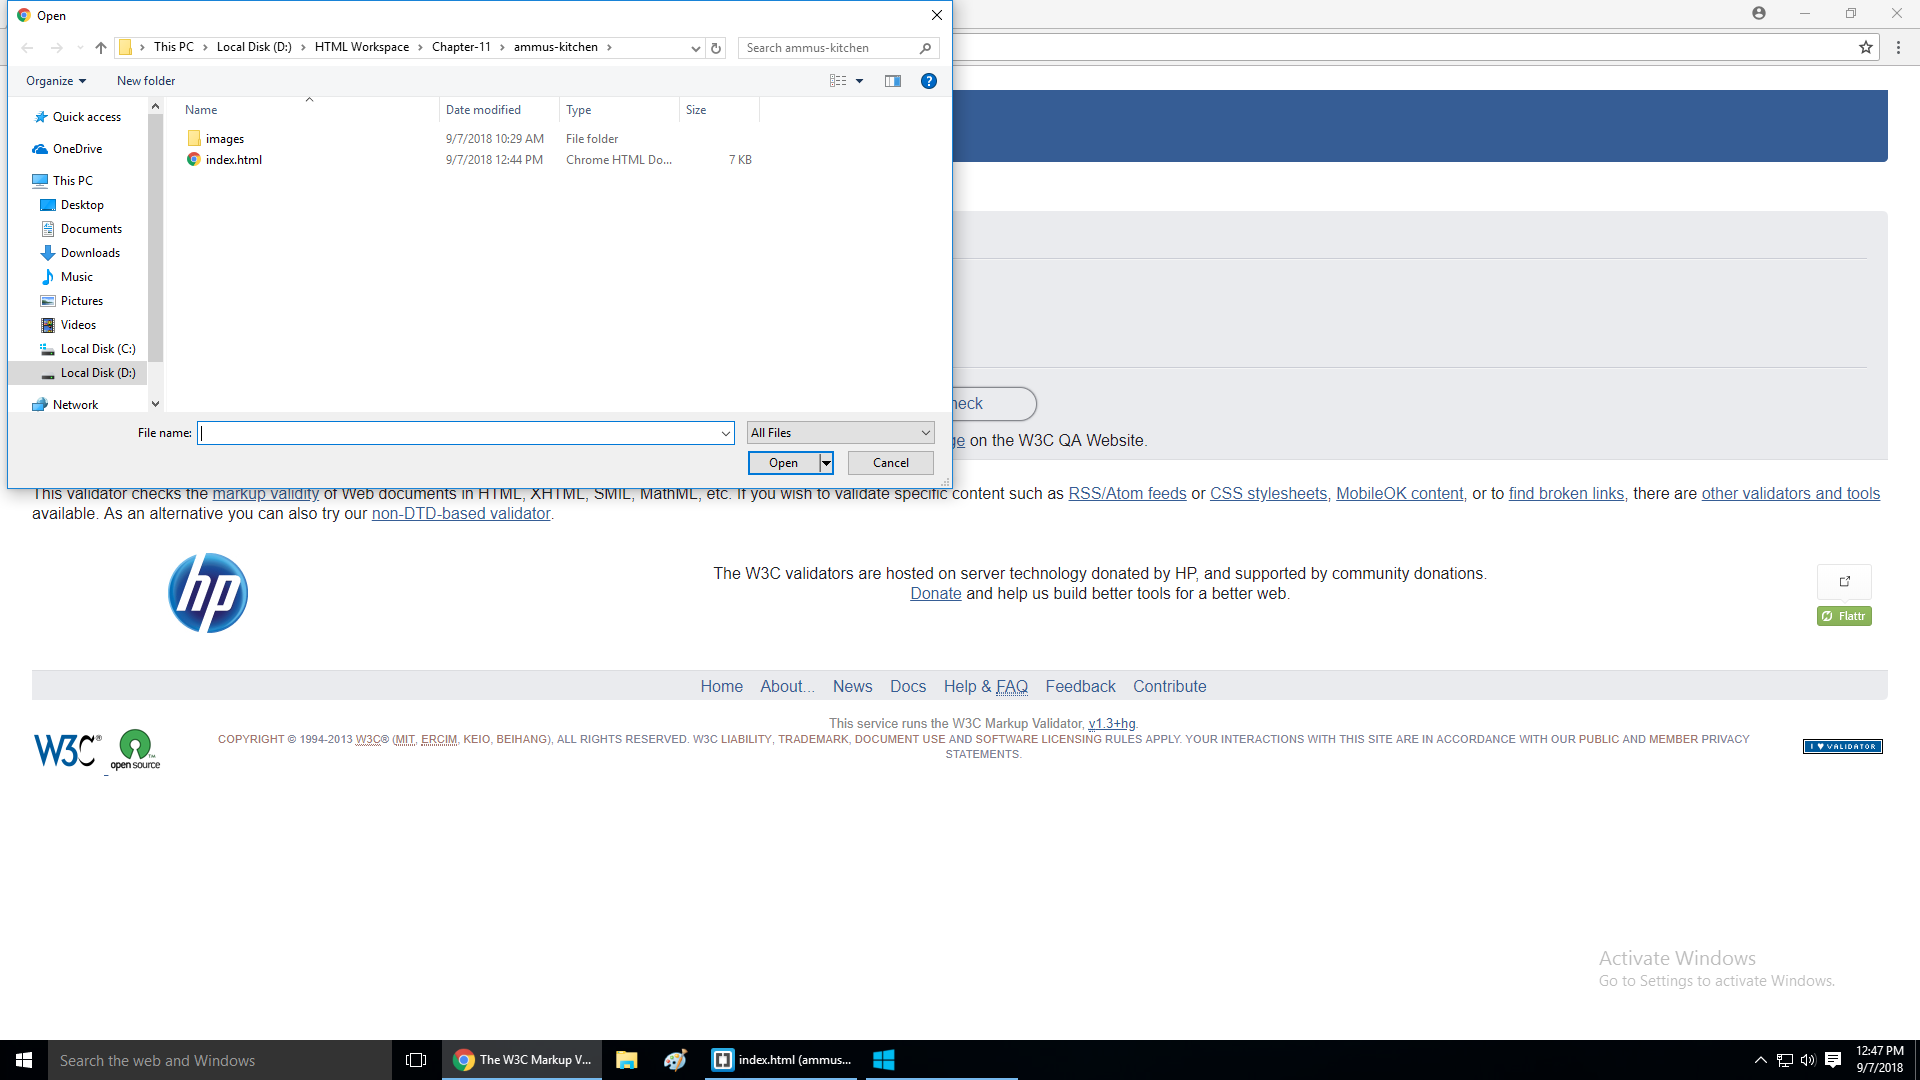 Open
This PC Local Disk (D:) HTML Workspace Chapter-11 ammus-kitchen
Search ammus-kitchen
Organize New folder
Name Date modified Type Size
images 9/7/2018 10:29 AM File folder
index.html 9/7/2018 12:44 PM Chrome HTML Do... 7 KB
Quick access
OneDrive
This PC
Desktop
Documents
Downloads
Music
Pictures
Videos
Local Disk (C:)
Local Disk (D:)
Network
File name: All Files
Open Cancel
on the W3C QA Website.
This validator checks the markup validity of Web documents in HTML, XHTML, SMIL, MathML, etc. If you wish to validate specific content such as RSS/Atom feeds or CSS stylesheets, MobileOK content, or to find broken links, there are other validators and tools
available. As an alternative you can also try our non-DTD-based validator.
hp
The W3C validators are hosted on server technology donated by HP, and supported by community donations.
Donate and help us build better tools for a better web.
Flattr
Home About... News Docs Help & FAQ Feedback Contribute
This service runs the W3C Markup Validator, v1.3+hg.
COPYRIGHT © 1994-2013 W3C® (MIT, ERCIM, KEIO, BEIHANG), ALL RIGHTS RESERVED. W3C LIABILITY, TRADEMARK, DOCUMENT USE AND SOFTWARE LICENSING RULES APPLY. YOUR INTERACTIONS WITH THIS SITE ARE IN ACCORDANCE WITH OUR PUBLIC AND MEMBER PRIVACY
STATEMENTS.
W3C®
open source
I ♥ VALIDATOR
Activate Windows
Go to Settings to activate Windows.
Search the web and Windows
The W3C Markup V...
index.html (ammus...
12:47 PM
9/7/2018